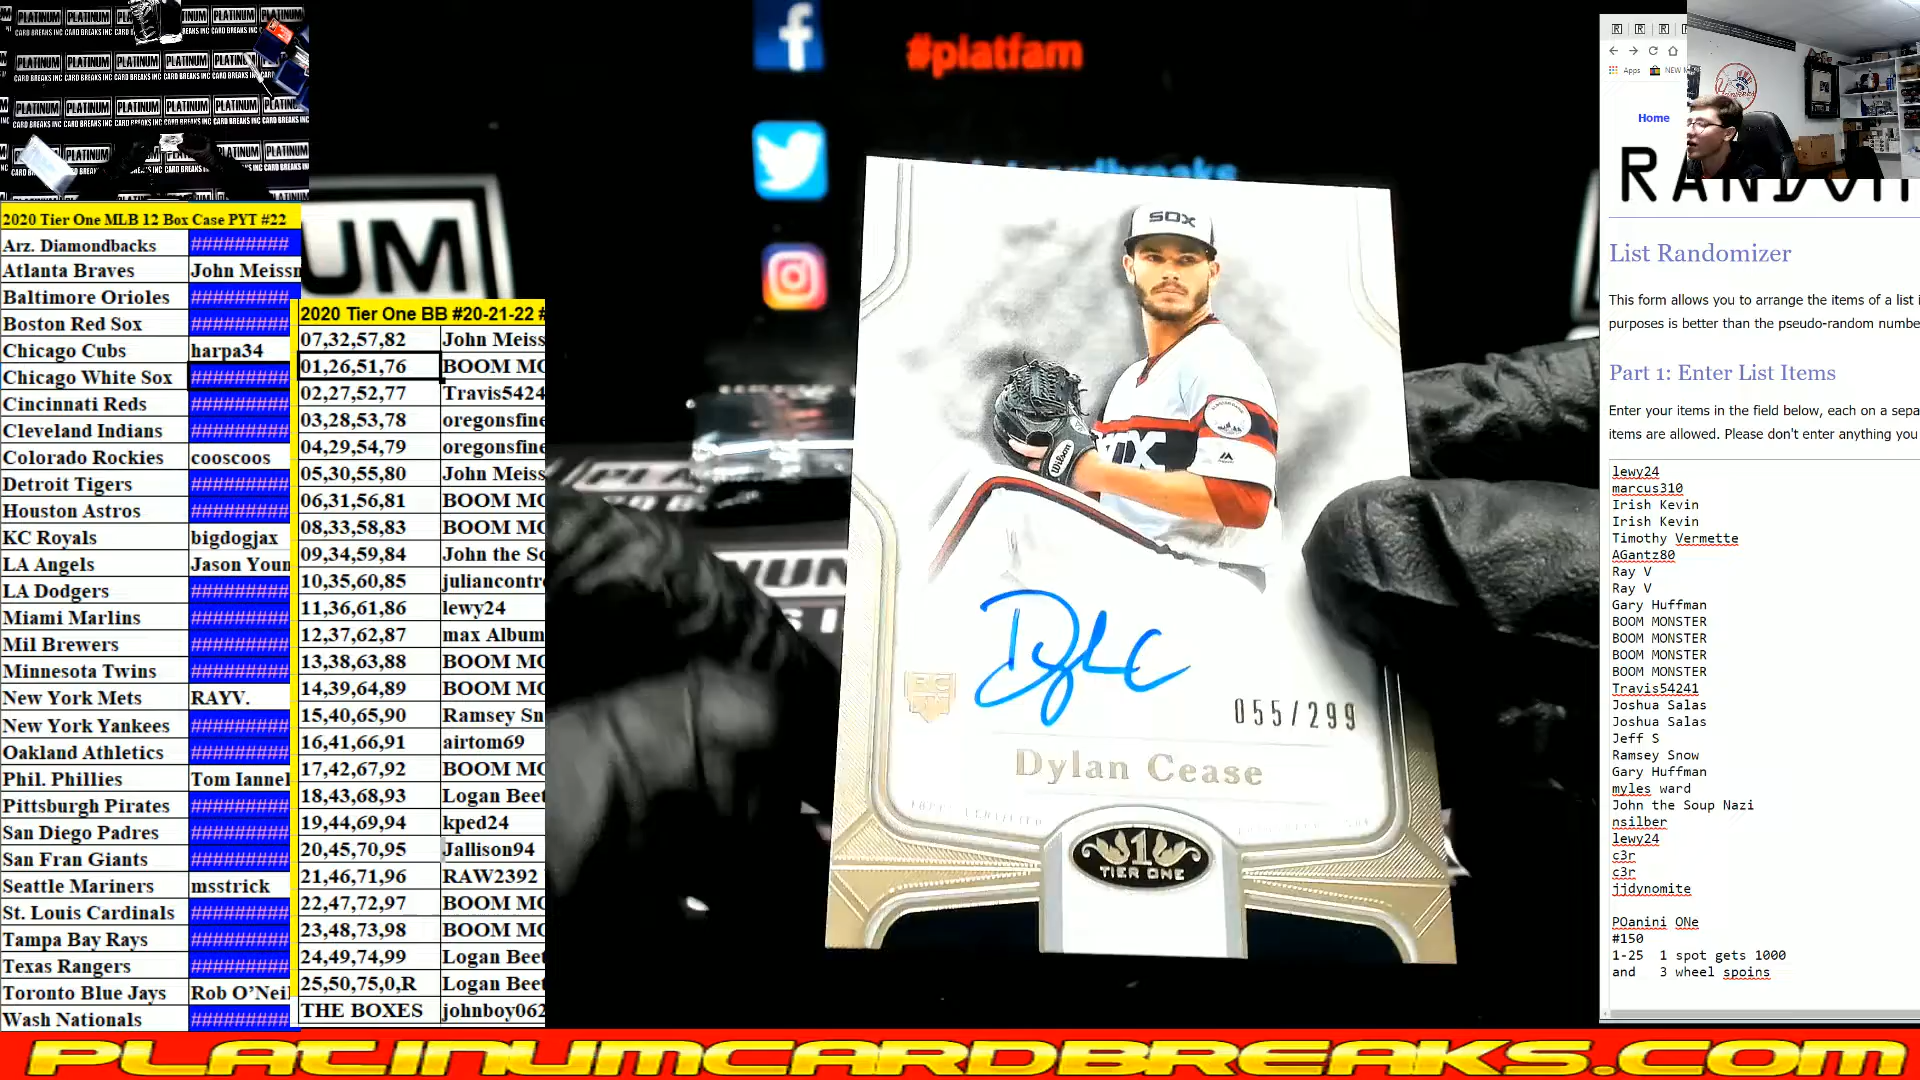 PLATINUM
CARD BREAKS INC
#platfam
UM
2020 Tier One MLB 12 Box Case PYT #22
Arz. Diamondbacks #########
Atlanta Braves John Meissn
Baltimore Orioles #########
Boston Red Sox #########
Chicago Cubs harpa34
Chicago White Sox #########
Cincinnati Reds #########
Cleveland Indians #########
Colorado Rockies cooscoos
Detroit Tigers #########
Houston Astros #########
KC Royals bigdogjax
LA Angels Jason Youn
LA Dodgers #########
Miami Marlins #########
Mil Brewers #########
Minnesota Twins #########
New York Mets RAYV.
New York Yankees #########
Oakland Athletics #########
Phil. Phillies Tom Iannel
Pittsburgh Pirates #########
San Diego Padres #########
San Fran Giants #########
Seattle Mariners msstrick
St. Louis Cardinals #########
Tampa Bay Rays #########
Texas Rangers #########
Toronto Blue Jays Rob O'Neil
Wash Nationals #########
2020 Tier One BB #20-21-22 #
07,32,57,82 John Meiss
01,26,51,76 BOOM MO
02,27,52,77 Travis5424
03,28,53,78 oregonsfine
04,29,54,79 oregonsfine
05,30,55,80 John Meiss
06,31,56,81 BOOM MO
08,33,58,83 BOOM MO
09,34,59,84 John the So
10,35,60,85 juliancontre
11,36,61,86 lewy24
12,37,62,87 max Album
13,38,63,88 BOOM MO
14,39,64,89 BOOM MO
15,40,65,90 Ramsey Sn
16,41,66,91 airtom69
17,42,67,92 BOOM MO
18,43,68,93 Logan Beet
19,44,69,94 kped24
20,45,70,95 Jallison94
21,46,71,96 RAW2392
22,47,72,97 BOOM MO
23,48,73,98 BOOM MO
24,49,74,99 Logan Beet
25,50,75,0,R Logan Beet
THE BOXES johnboy062
SOX
SOX
Wilson
RC
055/299
Dylan Cease
1
TIER ONE
Apps NEW
Home
RANDOM
List Randomizer
This form allows you to arrange the items of a list i
purposes is better than the pseudo-random numbe
Part 1: Enter List Items
Enter your items in the field below, each on a sepa
items are allowed. Please don't enter anything you
lewy24
marcus310
Irish Kevin
Irish Kevin
Timothy Vermette
AGantz80
Ray V
Ray V
Gary Huffman
BOOM MONSTER
BOOM MONSTER
BOOM MONSTER
BOOM MONSTER
Travis54241
Joshua Salas
Joshua Salas
Jeff S
Ramsey Snow
Gary Huffman
myles ward
John the Soup Nazi
nsilber
lewy24
c3r
c3r
jjdynomite
POanini ONe
#150
1-25 1 spot gets 1000
and 3 wheel spoins
PLATINUMCARDBREAKS.COM